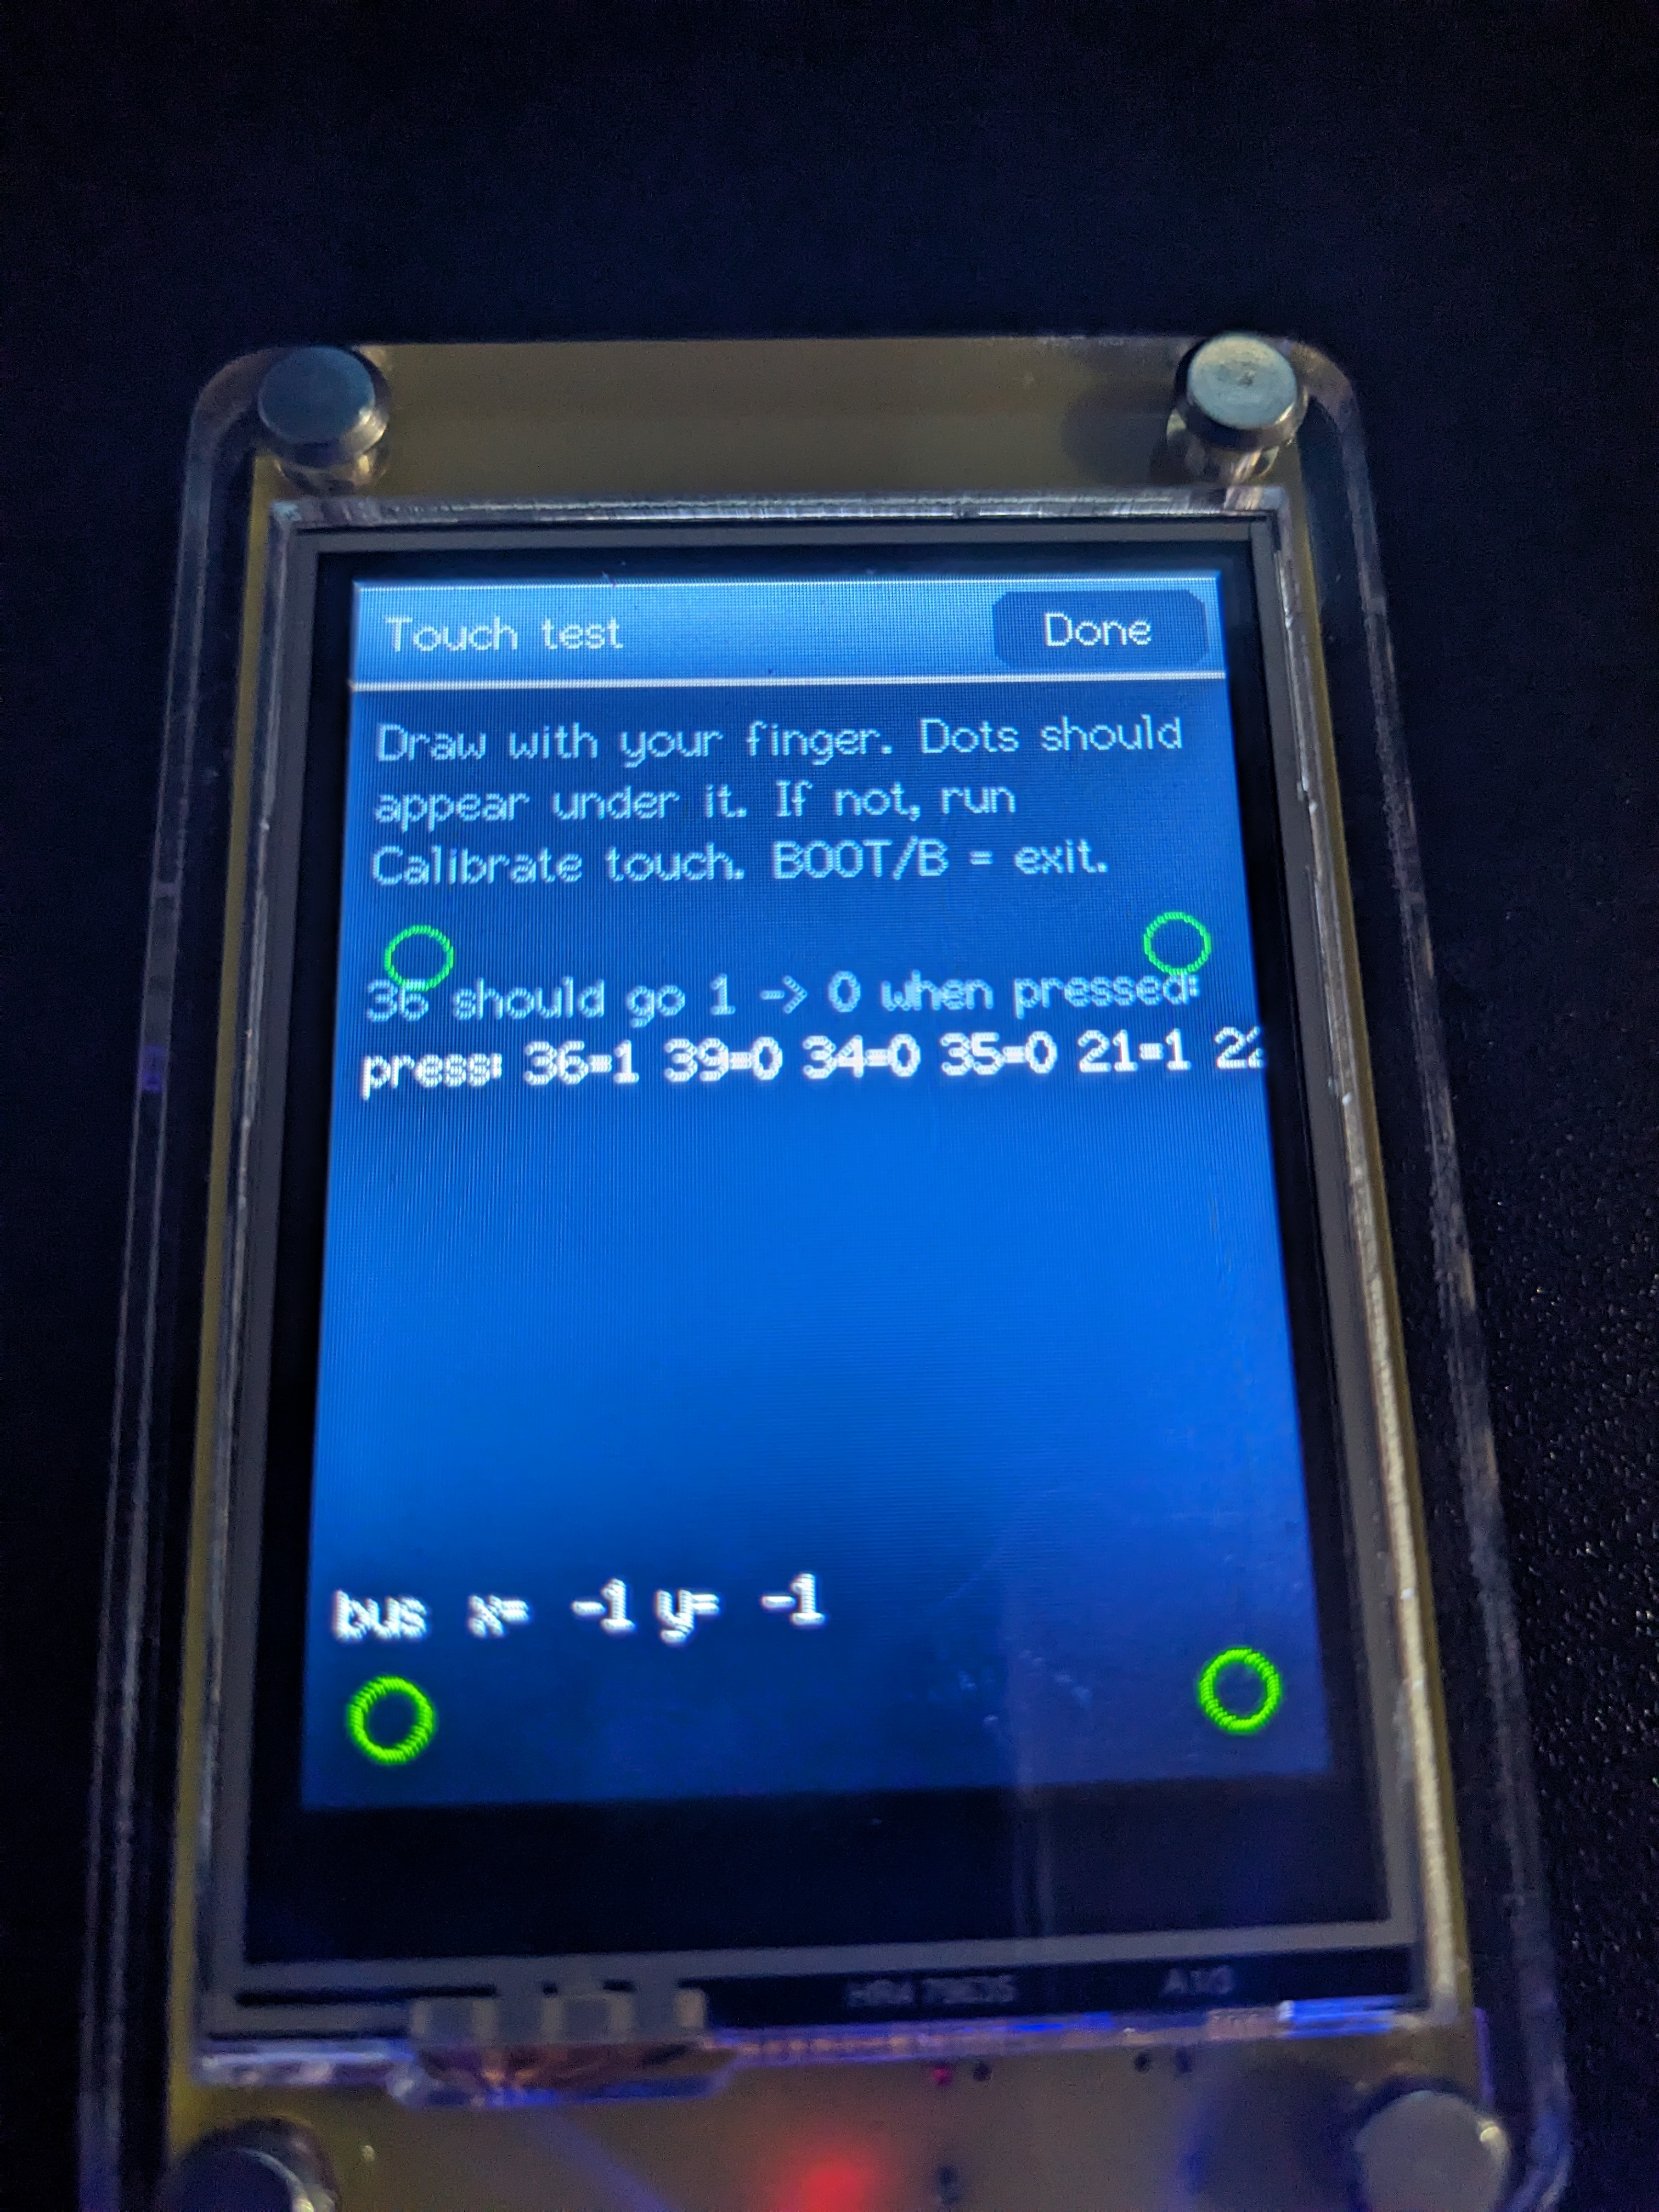 Touch test
Done
Draw with your finger. Dots should
appear under it. If not, run
Calibrate touch. BOOT/B = exit.
36 should go 1 -> 0 when pressed:
press: 36=1 39=0 34=0 35=0 21=1 22
bus x= -1 y= -1